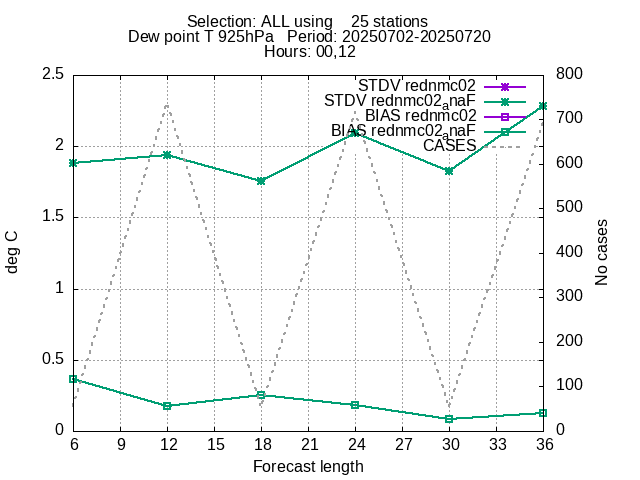 Selection: ALL using    25 stations
Dew point T 925hPa   Period: 20250702-20250720
Hours: 00,12
STDV rednmc02
STDV rednmc02anaF
BIAS rednmc02
BIAS rednmc02anaF
CASES
2.5
2
1.5
1
0.5
0
deg C
800
700
600
500
400
300
200
100
0
No cases
6 9 12 15 18 21 24 27 30 33 36
Forecast length